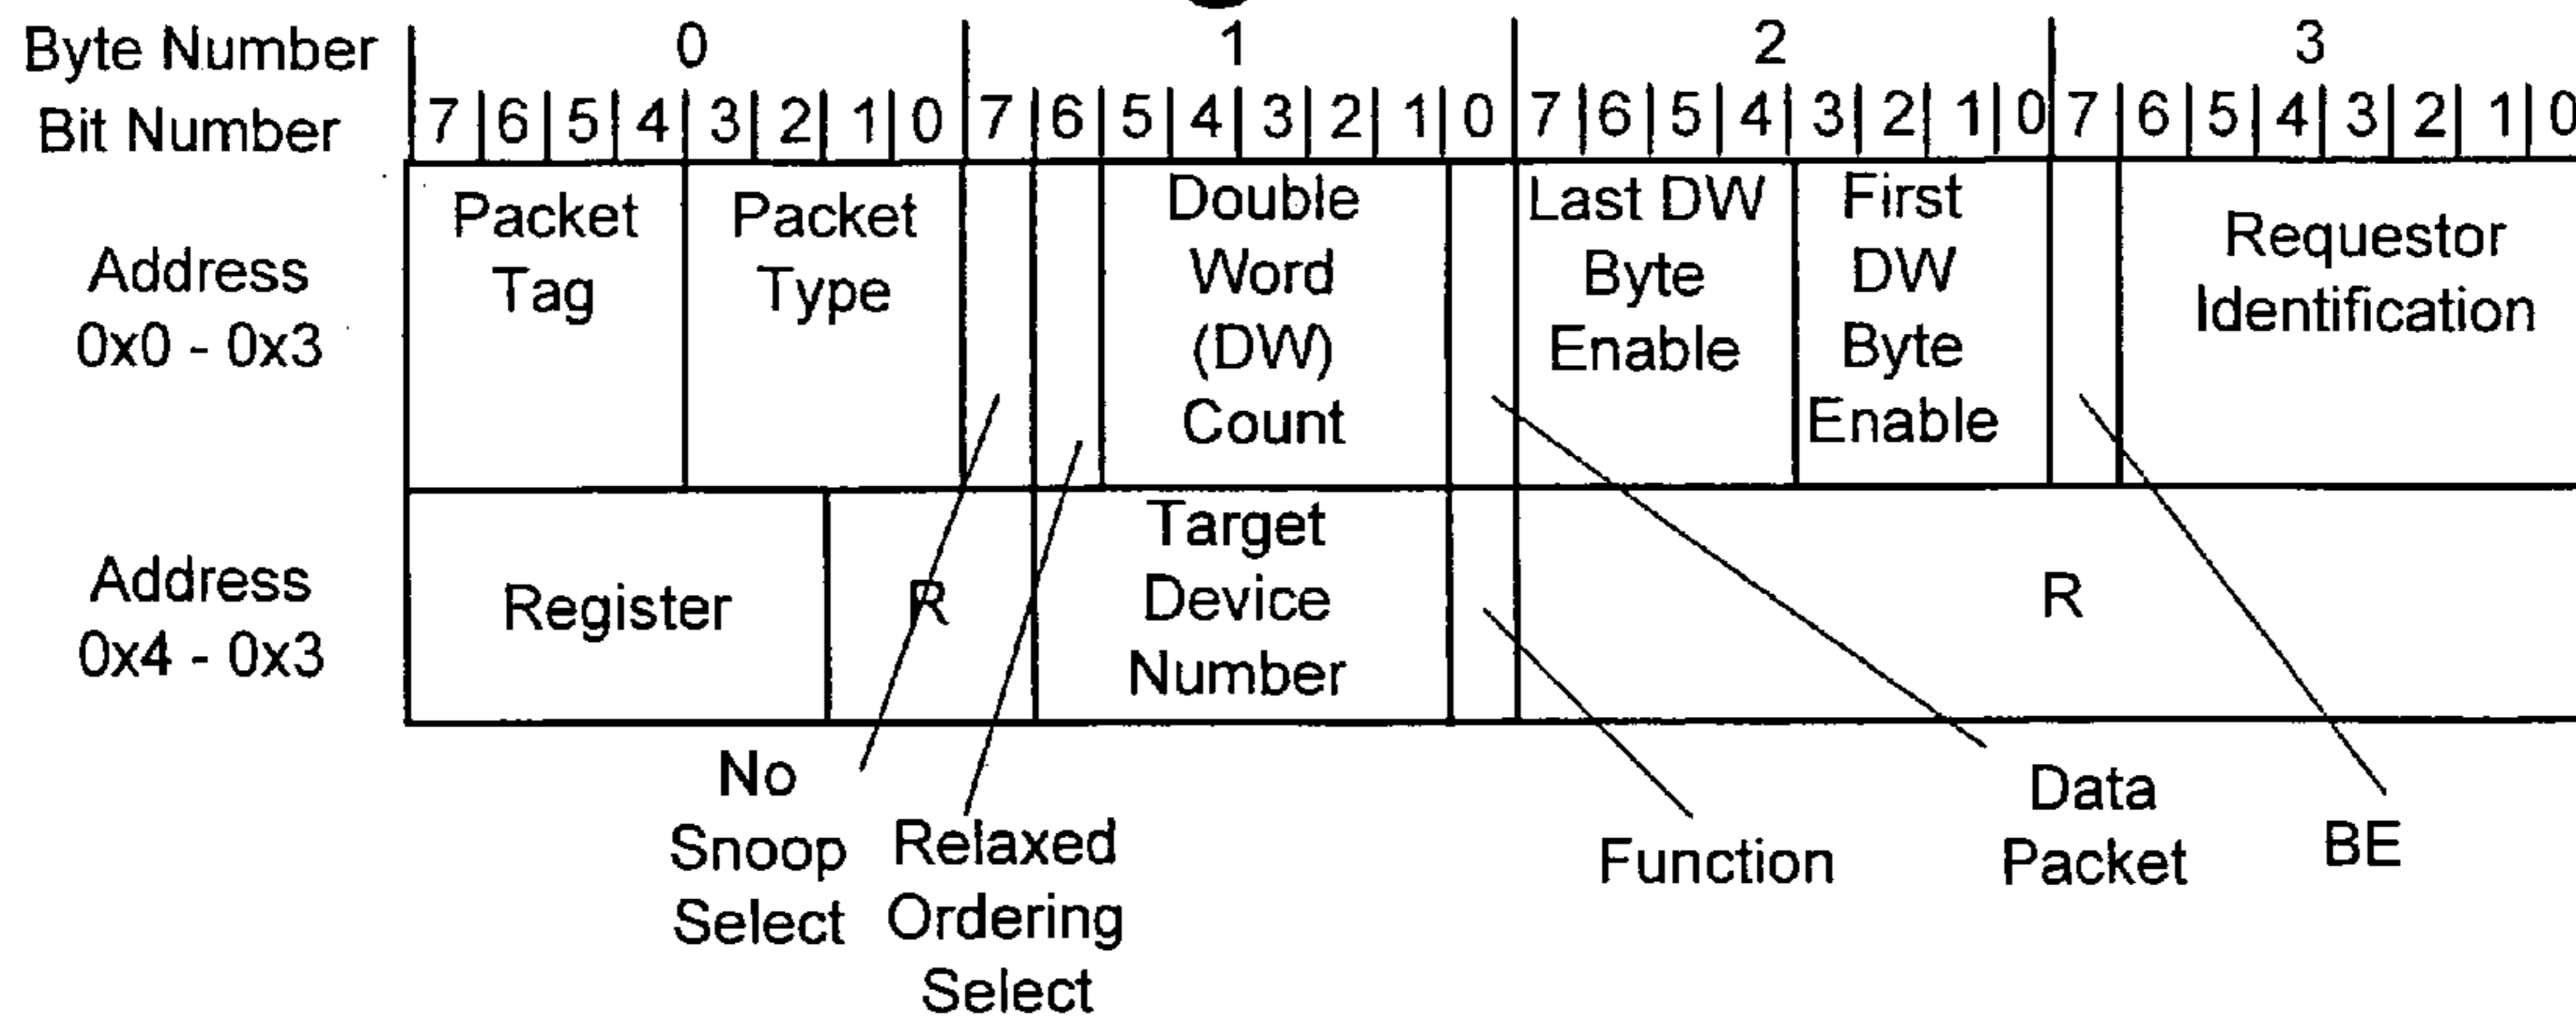 Byte Number 0 1 2 3
Bit Number 7 6 5 4 3 2 1 0 7 6 5 4 3 2 1 0 7 6 5 4 3 2 1 0 7 6 5 4 3 2 1 0
Address
0x0 - 0x3
Packet
Tag
Packet
Type
Double
Word
(DW)
Count
Last DW
Byte
Enable
First
DW
Byte
Enable
Requestor
Identification
Address
0x4 - 0x3
Register
R
Target
Device
Number
R
No
Snoop
Select
Relaxed
Ordering
Select
Function
Data
Packet
BE